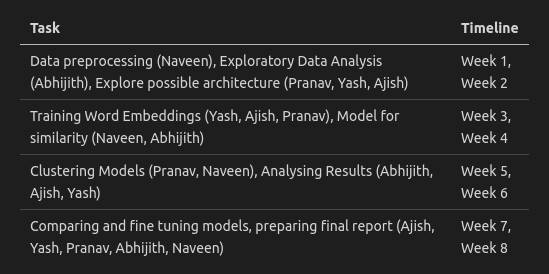 Task Timeline
Data preprocessing (Naveen), Exploratory Data Analysis Week 1,
(Abhijith), Explore possible architecture (Pranav, Yash, Ajish) Week 2
Training Word Embeddings (Yash, Ajish, Pranav), Model for Week 3,
similarity (Naveen, Abhijith) Week 4
Clustering Models (Pranav, Naveen), Analysing Results (Abhijith, Week 5,
Ajish, Yash) Week 6
Comparing and fine tuning models, preparing final report (Ajish, Week 7,
Yash, Pranav, Abhijith, Naveen) Week 8